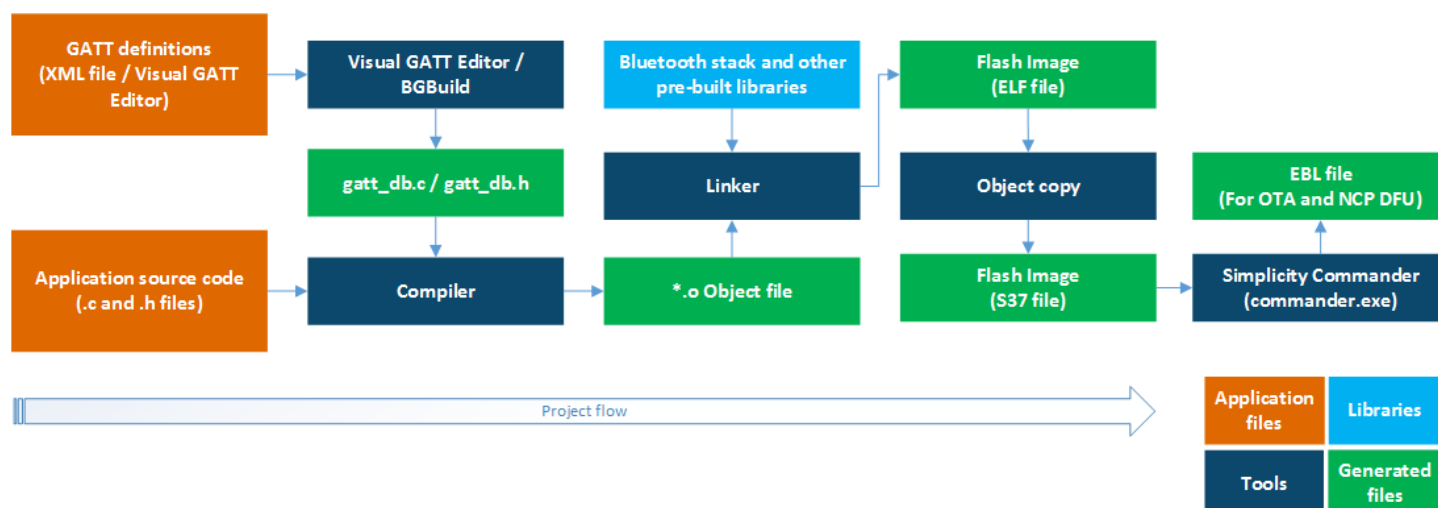 GATT definitions
(XML file / Visual GATT
Editor)
Visual GATT Editor /
BGBuild
Bluetooth stack and other
pre-built libraries
Flash Image
(ELF file)
gatt_db.c / gatt_db.h
Linker
Object copy
EBL file
(For OTA and NCP DFU)
Application source code
(.c and .h files)
Compiler
*.o Object file
Flash Image
(S37 file)
Simplicity Commander
(commander.exe)
Project flow
Application
files
Libraries
Tools
Generated
files